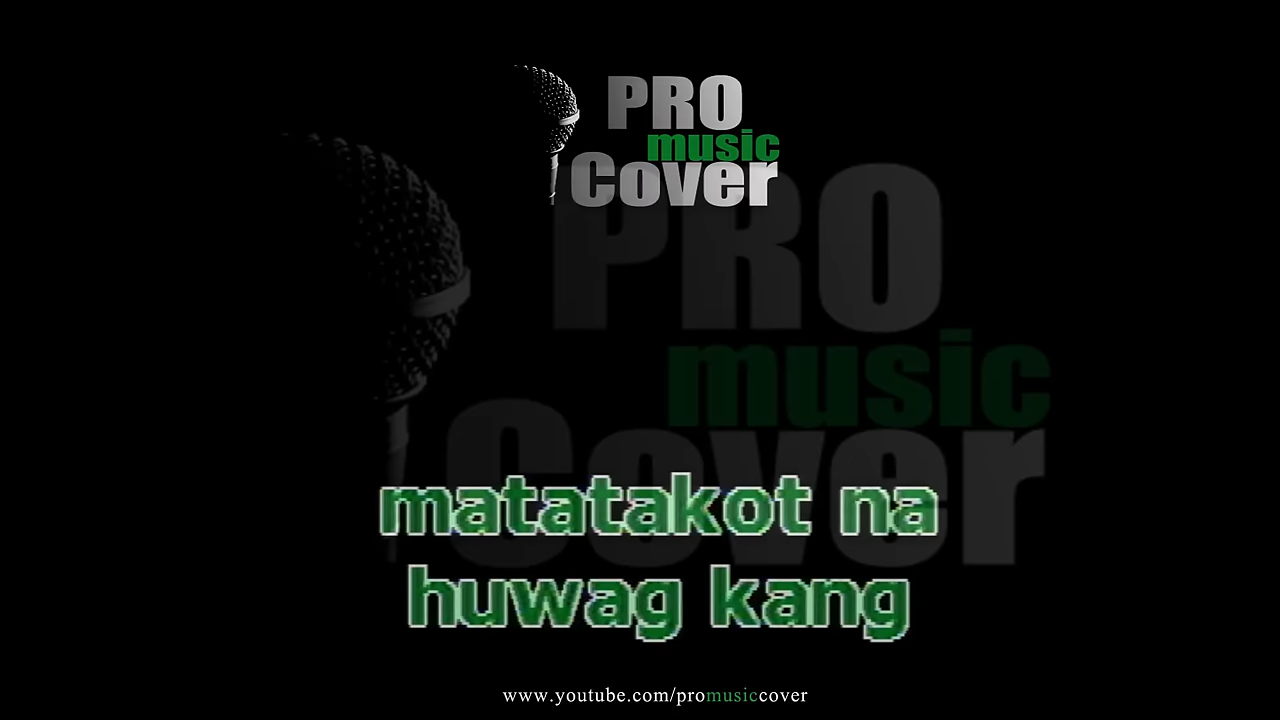 PRO
music
Cover
PRO
music
Cover
matatakot na
huwag kang
www.youtube.com/promusiccover